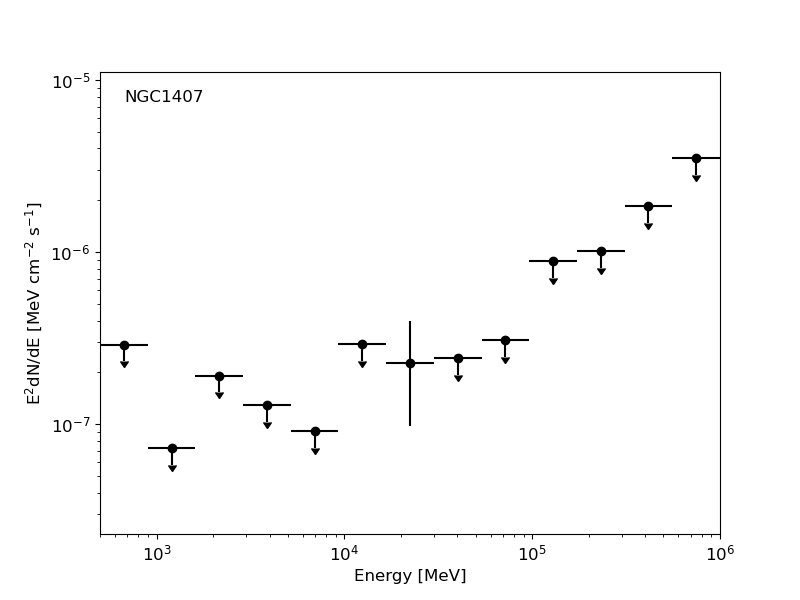 NGC1407
E²dN/dE [MeV cm⁻² s⁻¹]
10⁻⁵
10⁻⁶
10⁻⁷
10³ 10⁴ 10⁵ 10⁶
Energy [MeV]